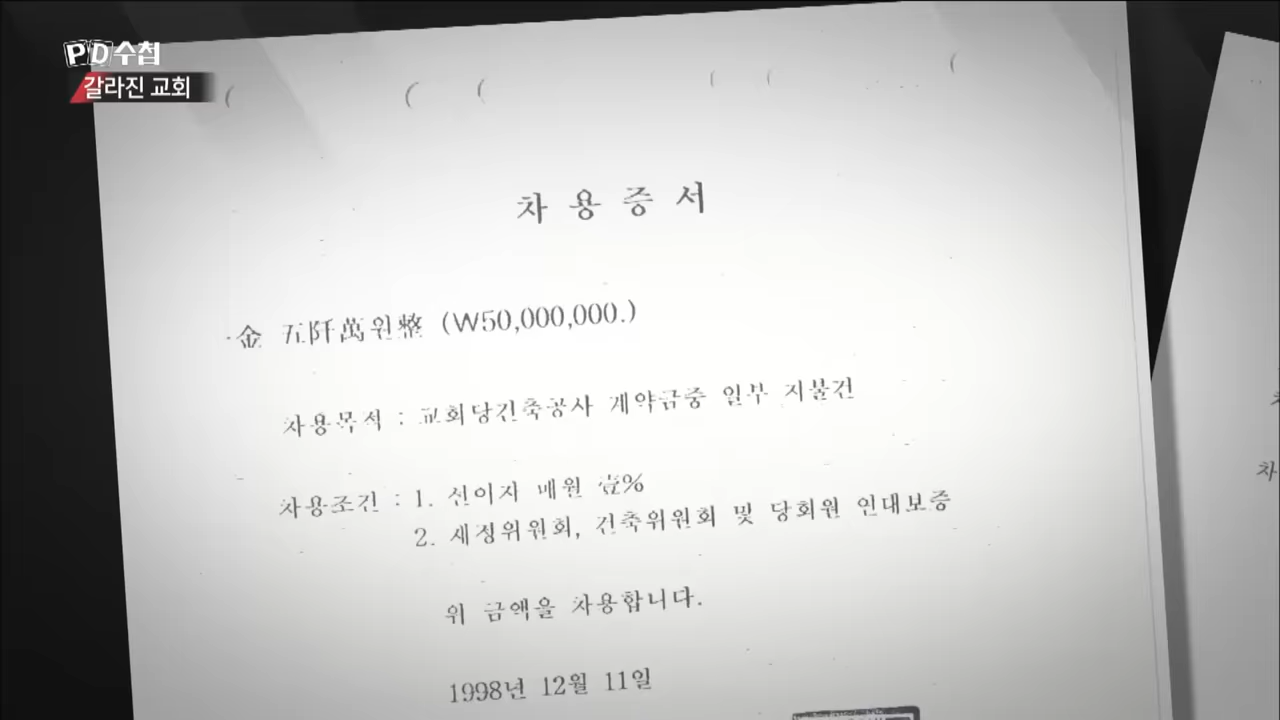 PD수첩
갈라진 교회
차 용 증 서
金 五阡萬원整 (W50,000,000.)
차용목적 : 교회당건축공사 계약금중 일부 지불건
차용조건 : 1. 선이자 매월 壹%
2. 재정위원회, 건축위원회 및 당회원 연대보증
위 금액을 차용합니다.
1998년 12월 11일
차